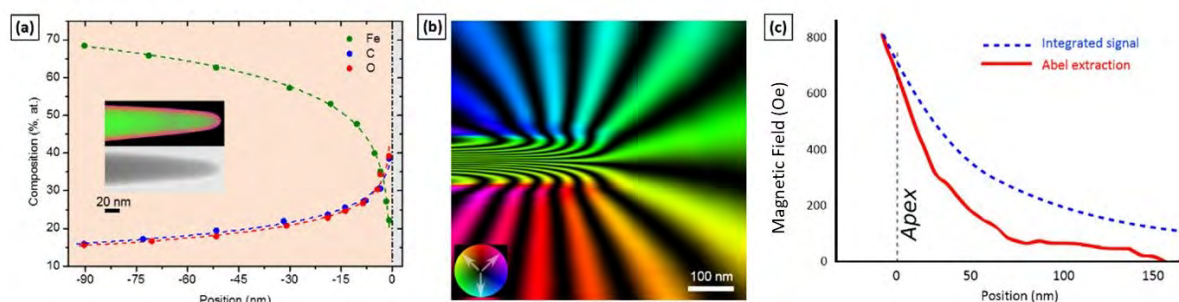 (a)
Composition (%, at.)
70
60
50
40
30
20
10
Fe
C
O
20 nm
-90
-75
-60
-45
-30
-15
0
Position (nm)
(b)
100 nm
(c)
Magnetic Field (Oe)
800
600
400
200
0
Integrated signal
Abel extraction
Apex
0
50
100
150
Position (nm)